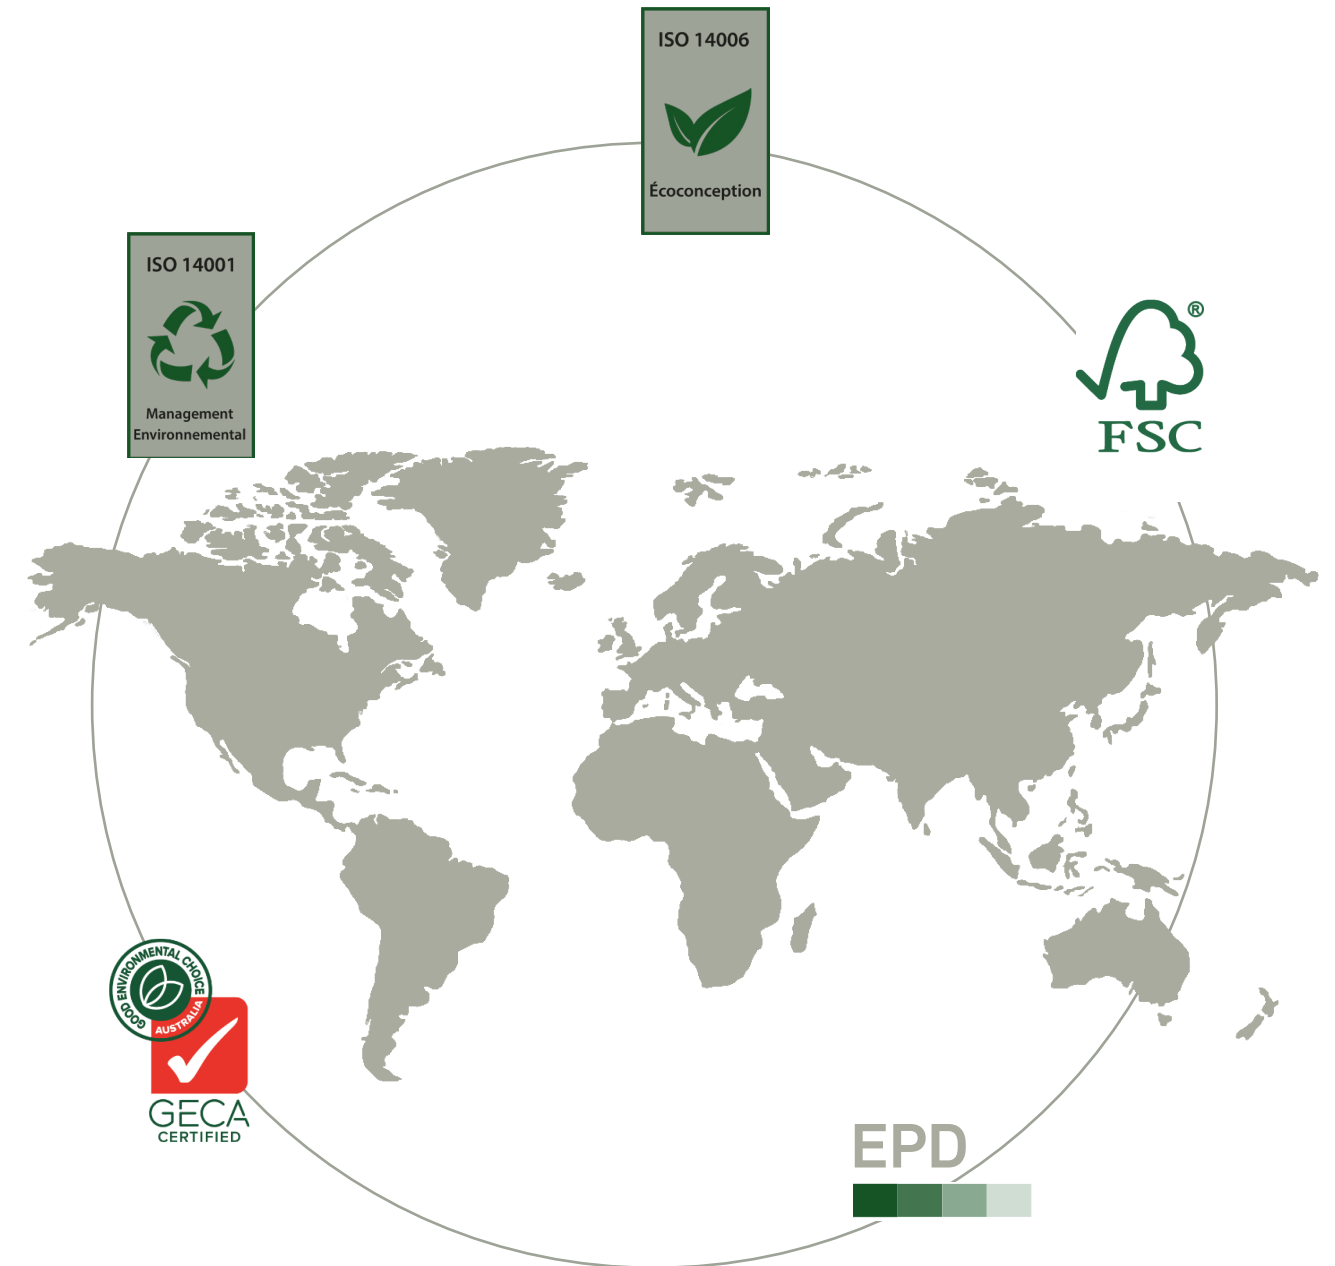 ISO 14006
Écoconception
ISO 14001
Management
Environnemental
®
FSC
GOOD ENVIRONMENTAL CHOICE
AUSTRALIA
GECA
CERTIFIED
EPD